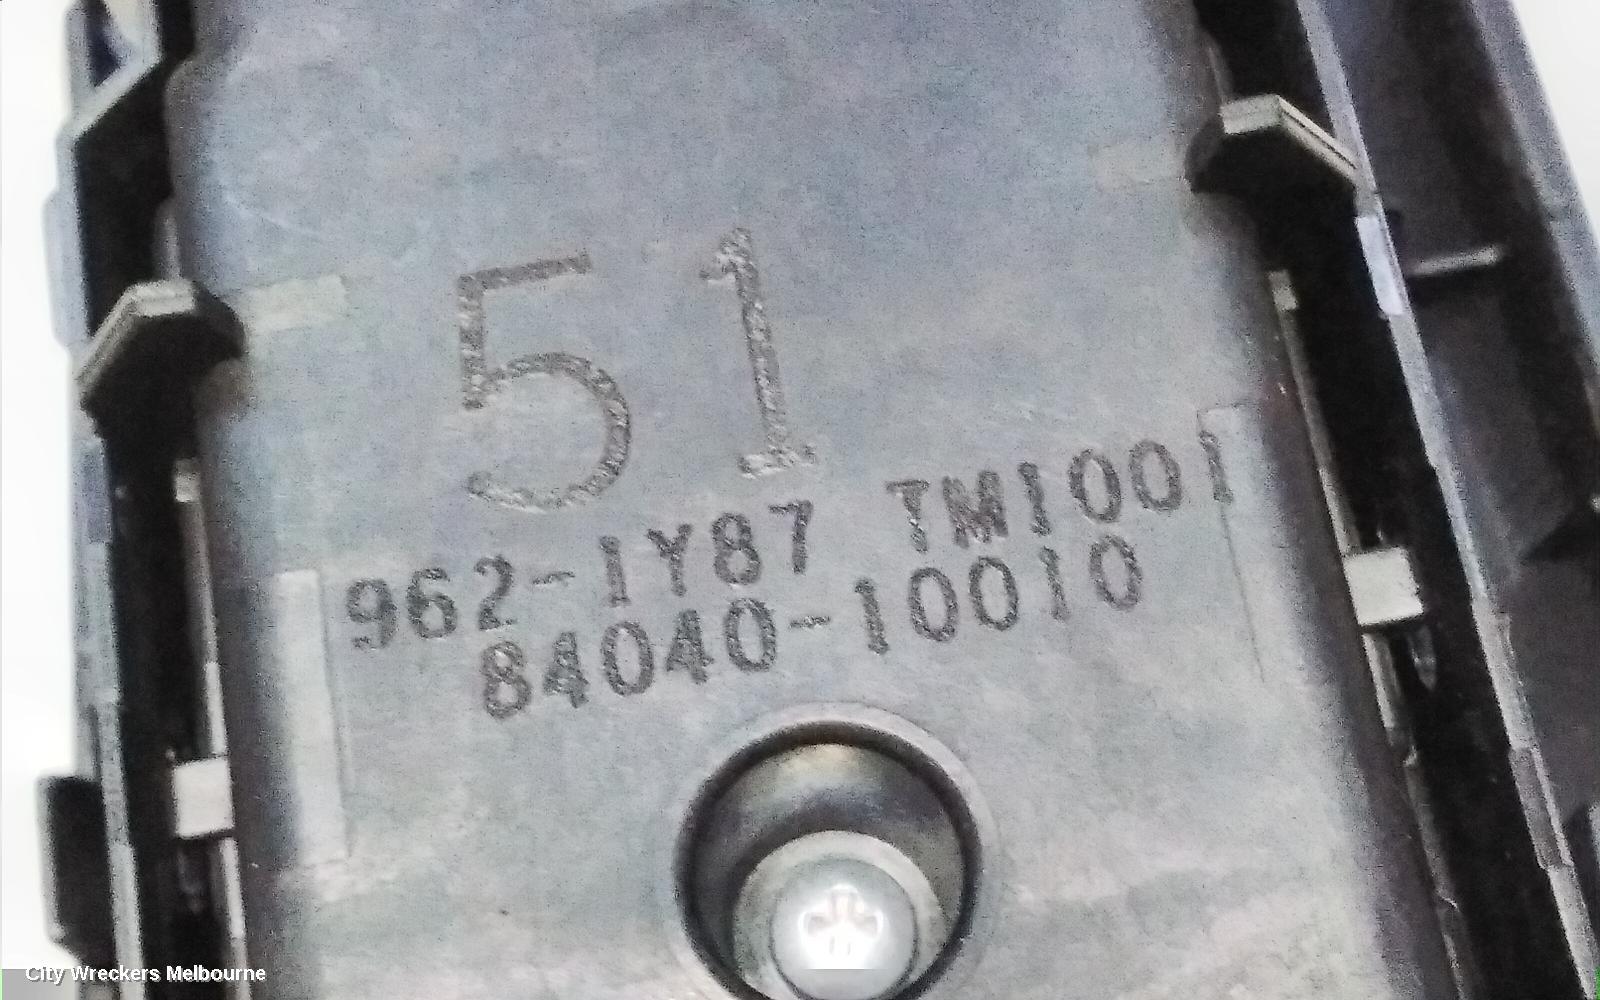 51
962-1Y87 TM1001
84040-10010
City Wreckers Melbourne